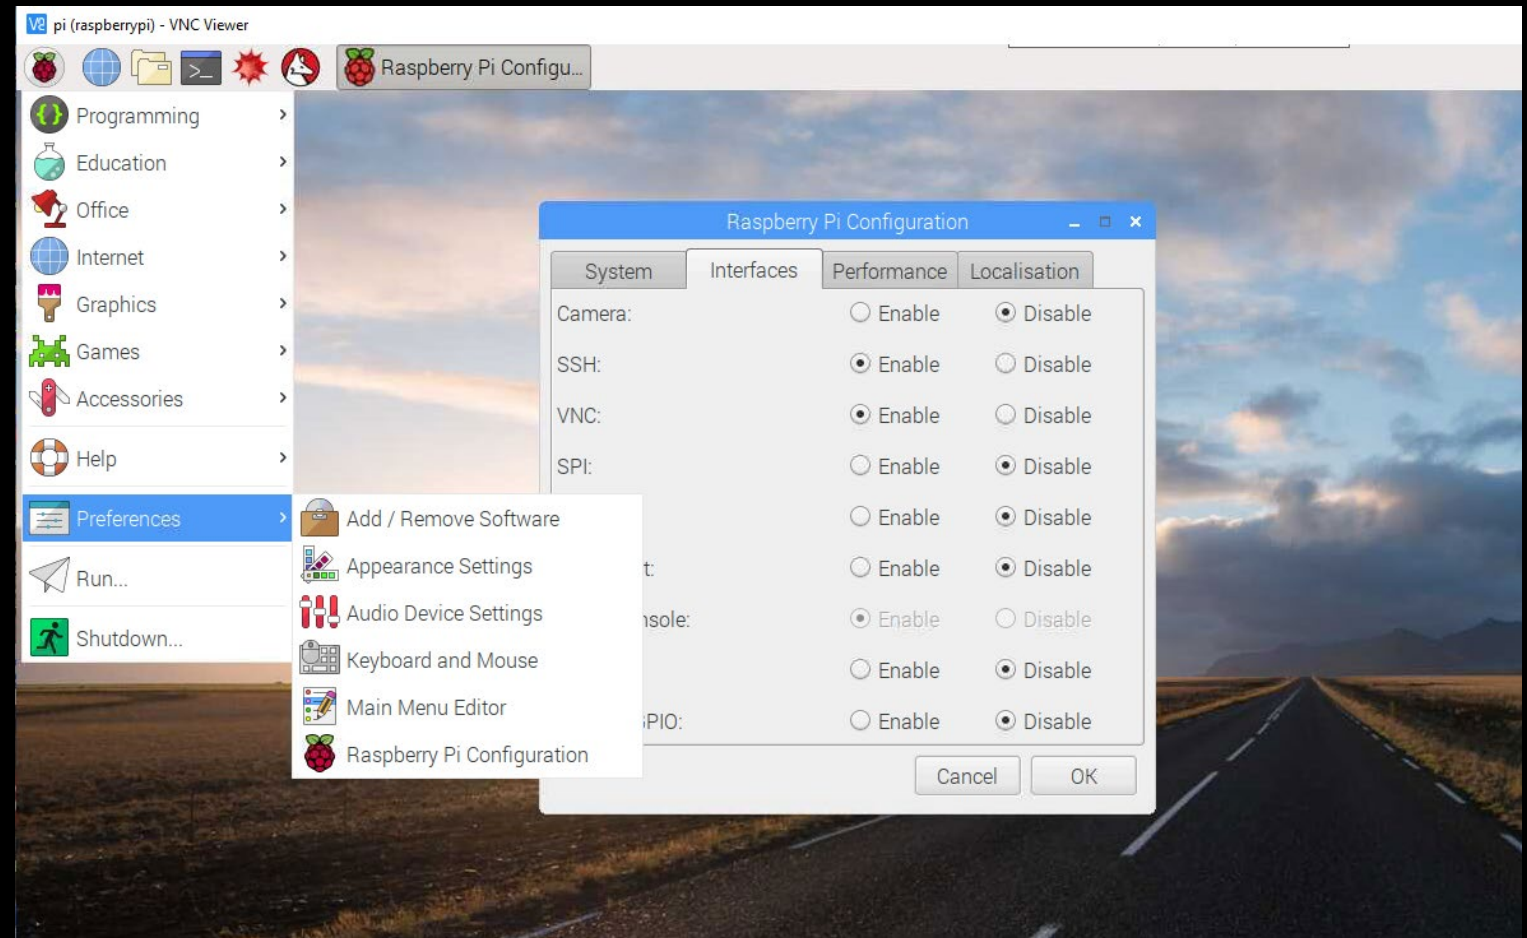 pi (raspberrypi) - VNC Viewer
Raspberry Pi Configu...
Programming
Education
Office
Internet
Graphics
Games
Accessories
Help
Preferences
Run...
Shutdown...
Add / Remove Software
Appearance Settings
Audio Device Settings
Keyboard and Mouse
Main Menu Editor
Raspberry Pi Configuration
Raspberry Pi Configuration
System Interfaces Performance Localisation
Camera: Enable Disable
SSH: Enable Disable
VNC: Enable Disable
SPI: Enable Disable
Enable Disable
t: Enable Disable
nsole: Enable Disable
Enable Disable
GPIO: Enable Disable
Cancel OK